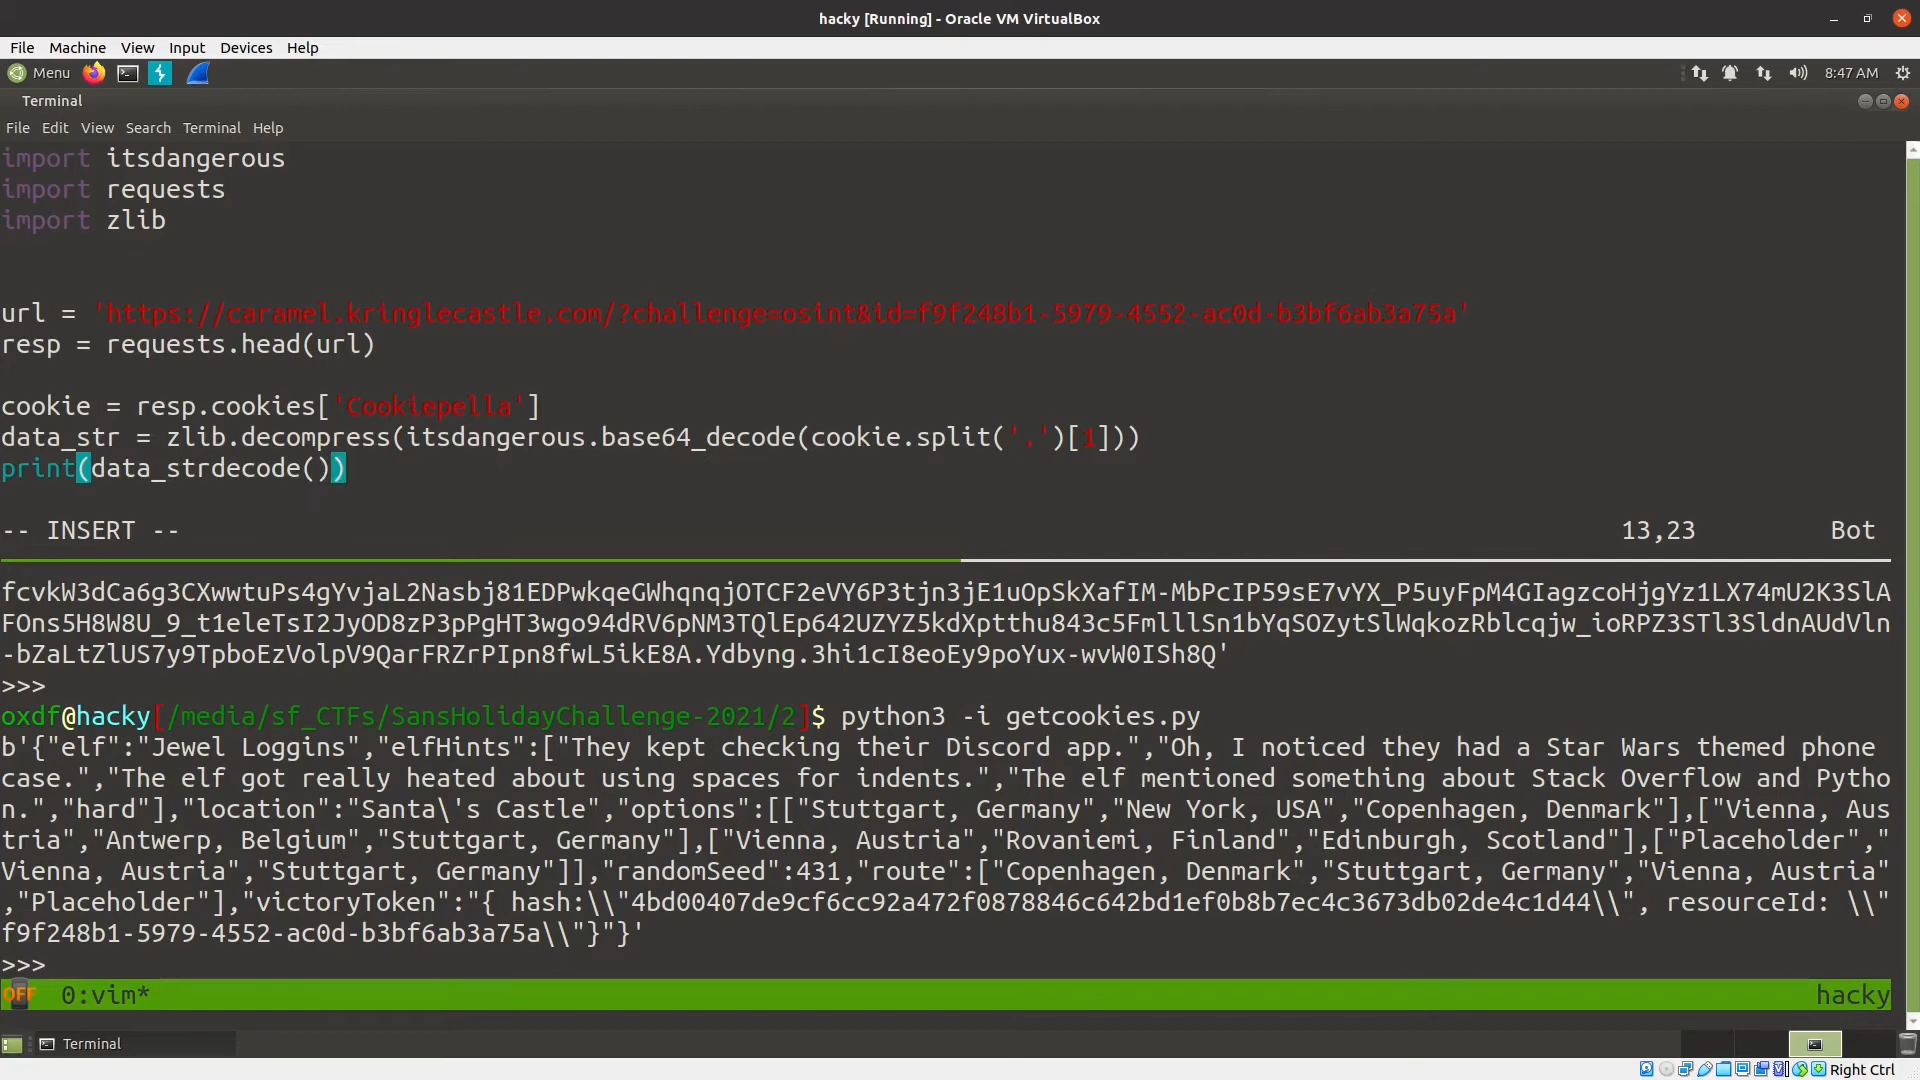 hacky [Running] - Oracle VM VirtualBox
File Machine View Input Devices Help
Menu 8:47 AM
Terminal
File Edit View Search Terminal Help
import itsdangerous
import requests
import zlib
url = 'https://caramel.kringlecastle.com/?challenge=osint&id=f9f248b1-5979-4552-ac0d-b3bf6ab3a75a'
resp = requests.head(url)
cookie = resp.cookies['Cookiepella']
data_str = zlib.decompress(itsdangerous.base64_decode(cookie.split('.')[1]))
print(data_strdecode())
-- INSERT -- 13,23 Bot
fcvkW3dCa6g3CXwwtuPs4gYvjaL2Nasbj81EDPwkqeGWhqnqjOTCF2eVY6P3tjn3jE1uOpSkXafIM-MbPcIP59sE7vYX_P5uyFpM4GIagzcoHjgYz1LX74mU2K3SlA
FOns5H8W8U_9_t1eleTsI2JyOD8zP3pPgHT3wgo94dRV6pNM3TQlEp642UZYZ5kdXptthu843c5FmlllSn1bYqSOZytSlWqkozRblcqjw_ioRPZ3STl3SldnAUdVln
-bZaLtZlUS7y9TpboEzVolpV9QarFRZrPIpn8fwL5ikE8A.Ydbyng.3hi1cI8eoEy9poYux-wvW0ISh8Q'
>>>
oxdf@hacky[/media/sf_CTFs/SansHolidayChallenge-2021/2]$ python3 -i getcookies.py
b'{"elf":"Jewel Loggins","elfHints":["They kept checking their Discord app.","Oh, I noticed they had a Star Wars themed phone
case.","The elf got really heated about using spaces for indents.","The elf mentioned something about Stack Overflow and Pytho
n.","hard"],"location":"Santa\'s Castle","options":[["Stuttgart, Germany","New York, USA","Copenhagen, Denmark"],["Vienna, Aus
tria","Antwerp, Belgium","Stuttgart, Germany"],["Vienna, Austria","Rovaniemi, Finland","Edinburgh, Scotland"],["Placeholder","
Vienna, Austria","Stuttgart, Germany"]],"randomSeed":431,"route":["Copenhagen, Denmark","Stuttgart, Germany","Vienna, Austria"
,"Placeholder"],"victoryToken":"{ hash:\\"4bd00407de9cf6cc92a472f0878846c642bd1ef0b8b7ec4c3673db02de4c1d44\\", resourceId: \\"
f9f248b1-5979-4552-ac0d-b3bf6ab3a75a\\"}"}'
>>>
OFF 0:vim* hacky
Terminal
Right Ctrl